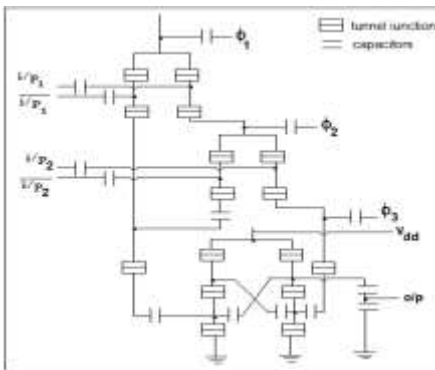 tunnel junction
capacitors
ϕ1
i/P1
i/P1
ϕ2
i/P2
i/P2
ϕ3
Vdd
o/p